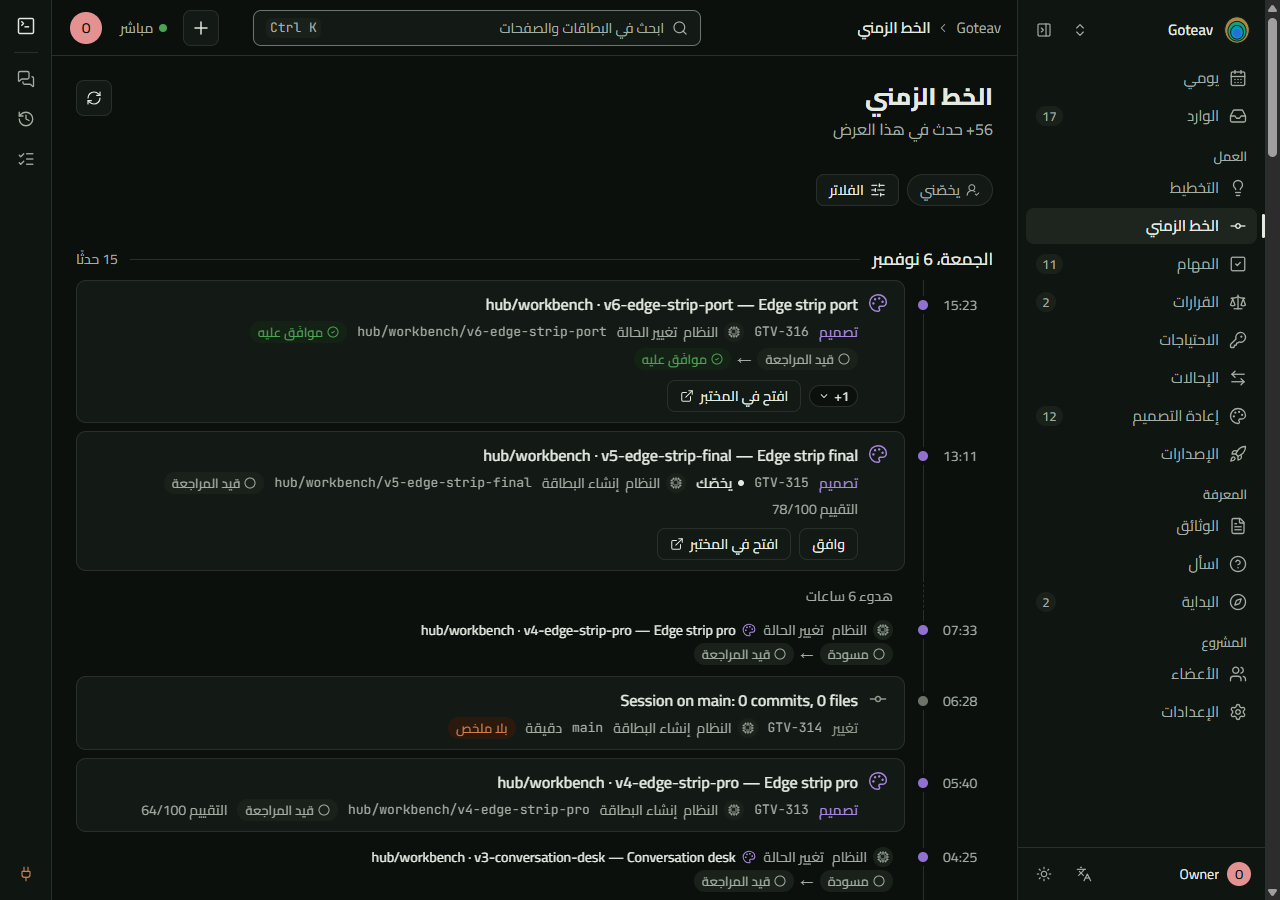 Goteav
يومي
الوارد 17
العمل
التخطيط
الخط الزمني
المهام 11
القرارات 2
الاحتياجات
الإحالات
إعادة التصميم 12
الإصدارات
المعرفة
الوثائق
اسأل
البداية 2
المشروع
الأعضاء
الإعدادات
O Owner
Goteav › الخط الزمني
ابحث في البطاقات والصفحات Ctrl K
مباشر O
الخط الزمني
56+ حدث في هذا العرض
يخصّني الفلاتر
الجمعة، 6 نوفمبر 15 حدثًا
15:23
hub/workbench · v6-edge-strip-port — Edge strip port
تصميم GTV-316 النظام تغيير الحالة hub/workbench/v6-edge-strip-port موافَق عليه
قيد المراجعة ← موافَق عليه
+1 افتح في المختبر
13:11
hub/workbench · v5-edge-strip-final — Edge strip final
تصميم GTV-315 • يخصّك النظام إنشاء البطاقة hub/workbench/v5-edge-strip-final قيد المراجعة
التقييم 78/100
وافق افتح في المختبر
هدوء 6 ساعات
07:33
النظام تغيير الحالة hub/workbench · v4-edge-strip-pro — Edge strip pro
مسودة ← قيد المراجعة
06:28
Session on main: 0 commits, 0 files
تغيير GTV-314 النظام إنشاء البطاقة main دقيقة بلا ملخص
05:40
hub/workbench · v4-edge-strip-pro — Edge strip pro
تصميم GTV-313 النظام إنشاء البطاقة hub/workbench/v4-edge-strip-pro قيد المراجعة التقييم 64/100
04:25
النظام تغيير الحالة hub/workbench · v3-conversation-desk — Conversation desk
مسودة ← قيد المراجعة